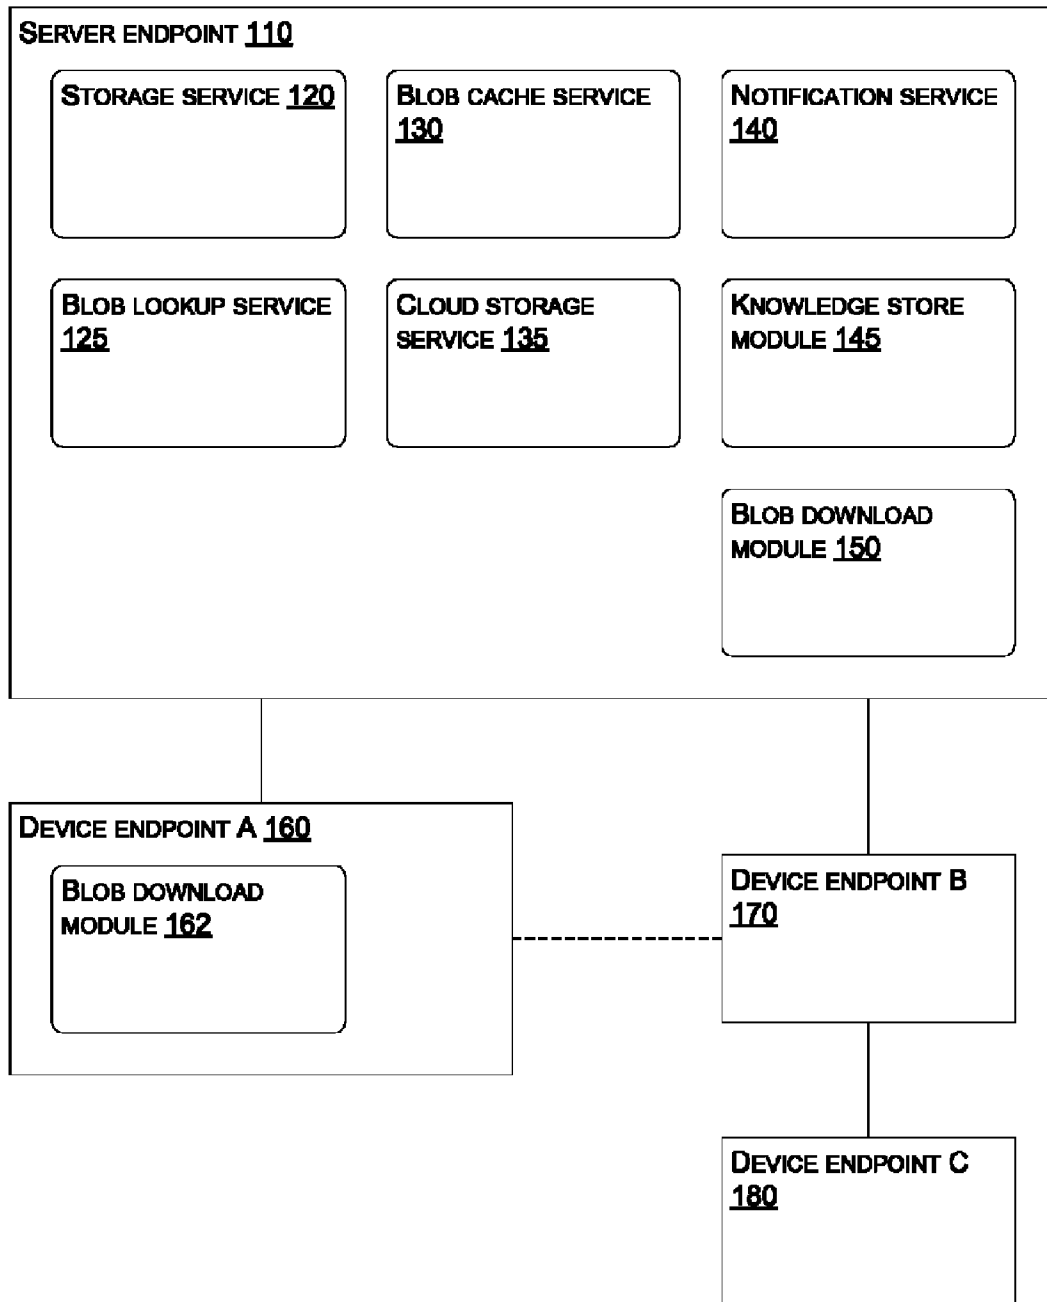 SERVER ENDPOINT 110
STORAGE SERVICE 120
BLOB CACHE SERVICE
130
NOTIFICATION SERVICE
140
BLOB LOOKUP SERVICE
125
CLOUD STORAGE
SERVICE 135
KNOWLEDGE STORE
MODULE 145
BLOB DOWNLOAD
MODULE 150
DEVICE ENDPOINT A 160
BLOB DOWNLOAD
MODULE 162
DEVICE ENDPOINT B
170
DEVICE ENDPOINT C
180